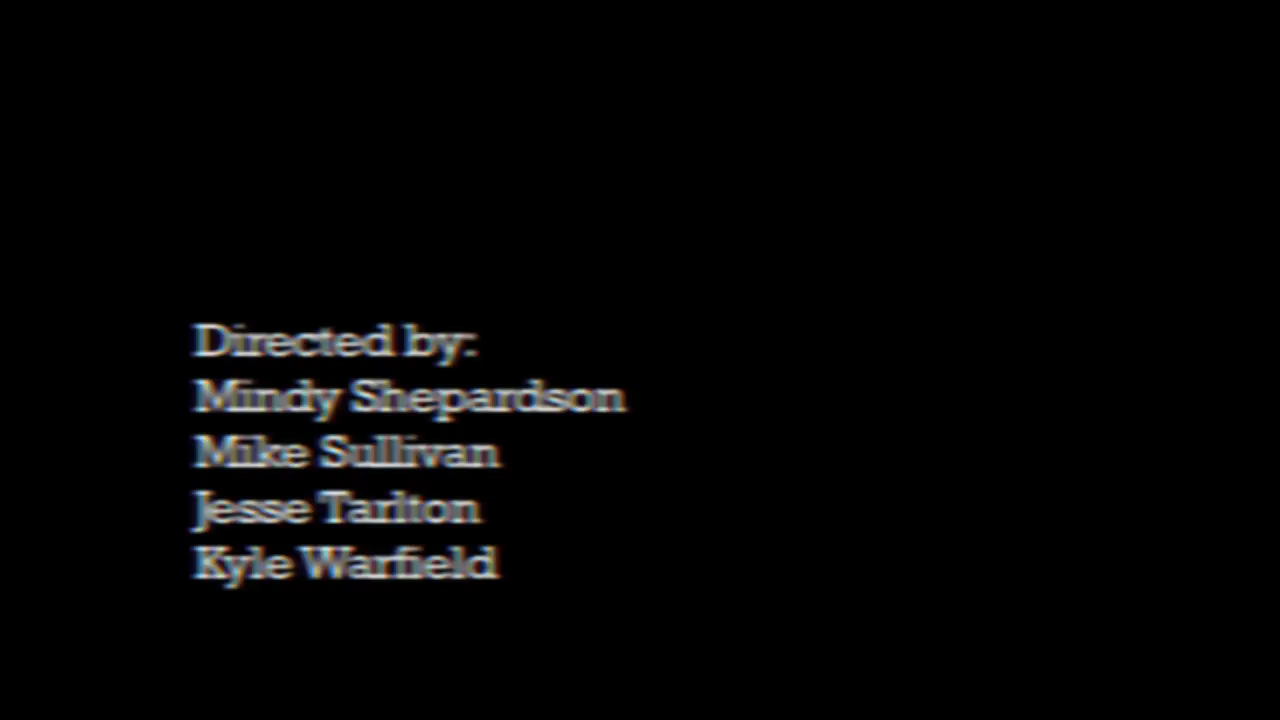 Directed by:
Mindy Shepardson
Mike Sullivan
Jesse Tarlton
Kyle Warfield